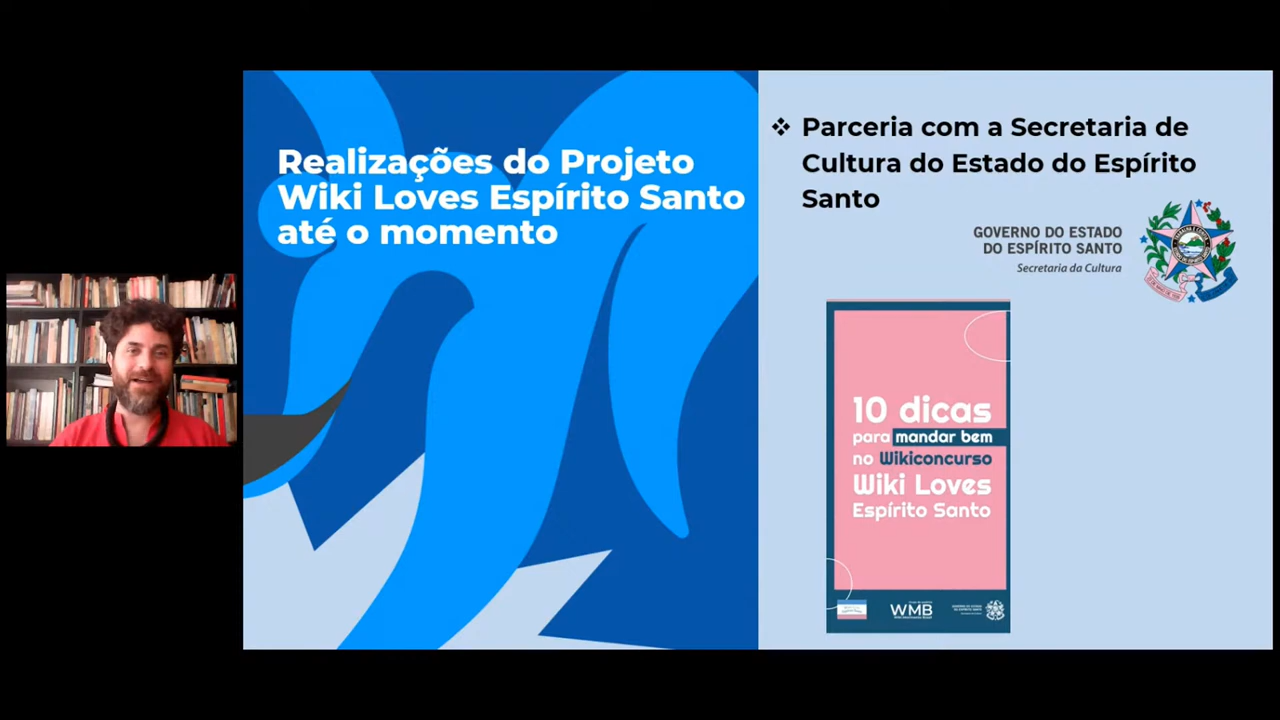 Realizações do Projeto
Wiki Loves Espírito Santo
até o momento
❖ Parceria com a Secretaria de
Cultura do Estado do Espírito
Santo
GOVERNO DO ESTADO
DO ESPÍRITO SANTO
Secretaria da Cultura
10 dicas
para mandar bem
no Wikiconcurso
Wiki Loves
Espírito Santo
WMB